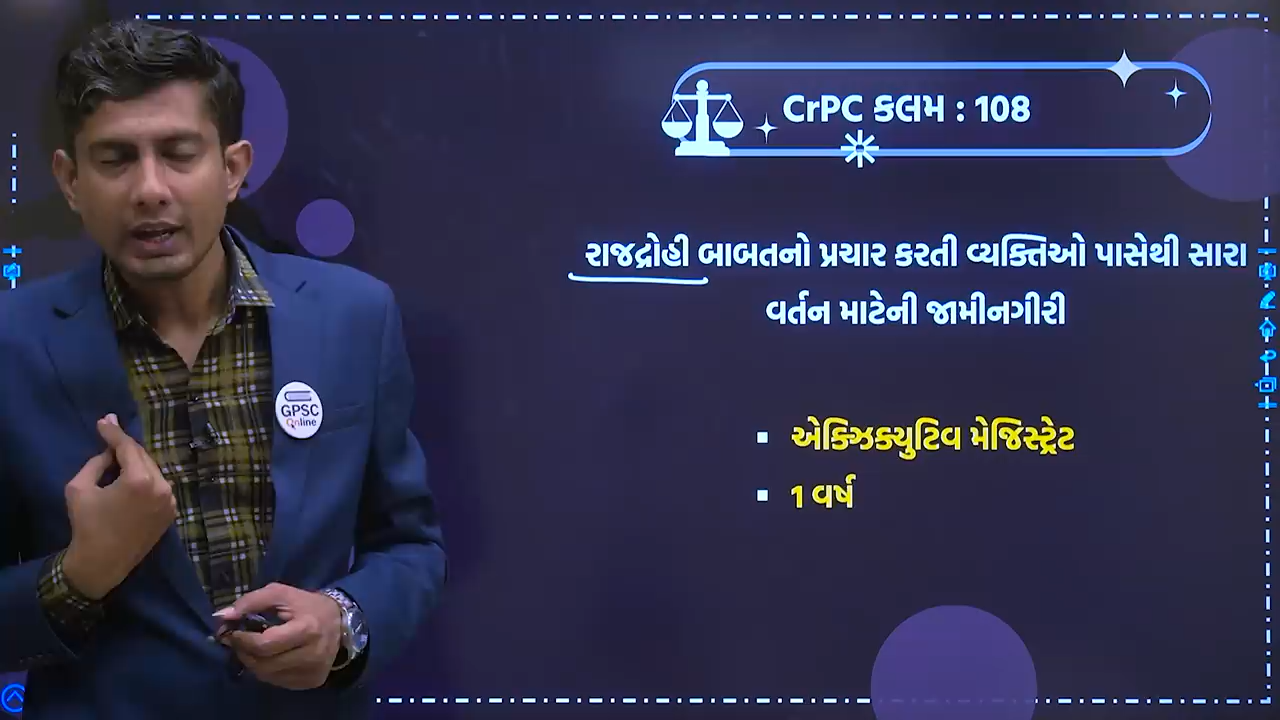 CrPC કલમ : 108
રાજદ્રોહી બાબતનો પ્રચાર કરતી વ્યક્તિઓ પાસેથી સારા
વર્તન માટેની જામીનગીરી
▪ એક્ઝિક્યુટિવ મેજિસ્ટ્રેટ
▪ 1 વર્ષ
GPSC
Online